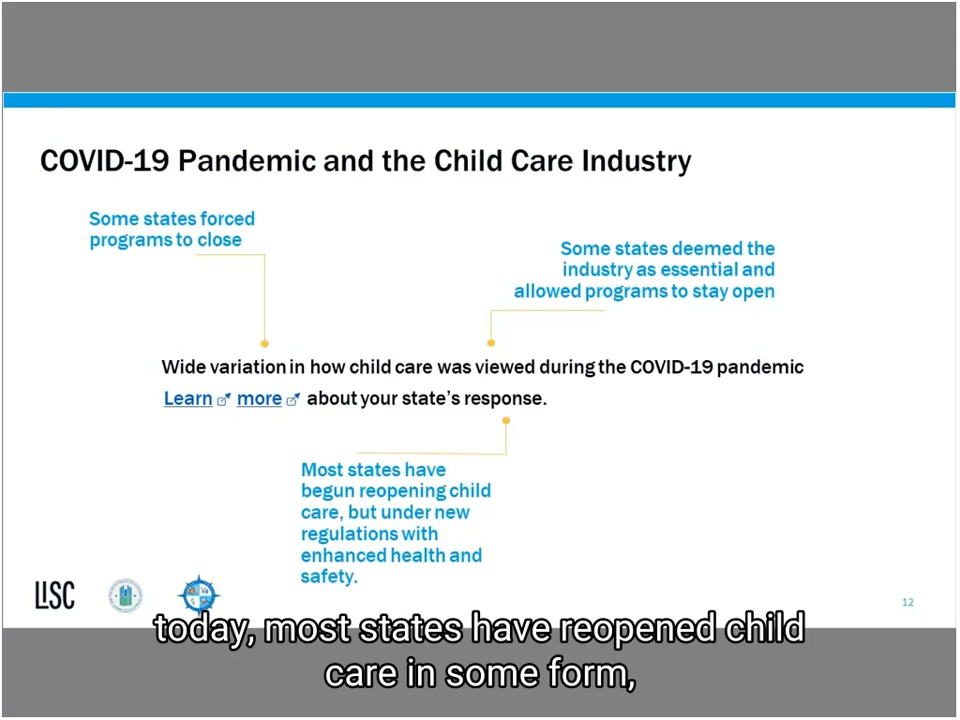 COVID-19 Pandemic and the Child Care Industry
Some states forced
programs to close
Some states deemed the
industry as essential and
allowed programs to stay open
Wide variation in how child care was viewed during the COVID-19 pandemic
Learn more about your state's response.
Most states have
begun reopening child
care, but under new
regulations with
enhanced health and
safety.
LISC
12
today, most states have reopened child
care in some form,